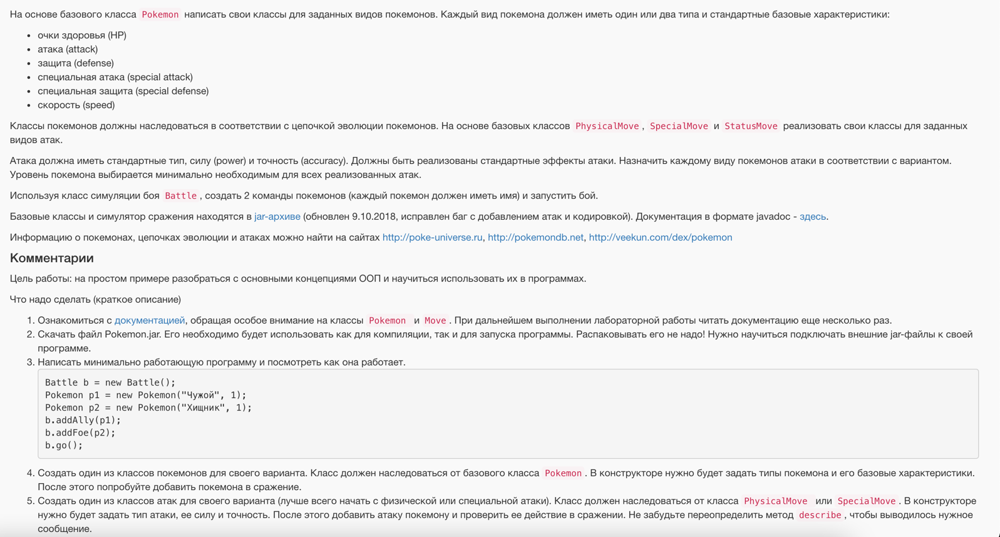 На основе базового класса Pokemon написать свои классы для заданных видов покемонов. Каждый вид покемона должен иметь один или два типа и стандартные базовые характеристики:
• очки здоровья (HP)
• атака (attack)
• защита (defense)
• специальная атака (special attack)
• специальная защита (special defense)
• скорость (speed)
Классы покемонов должны наследоваться в соответствии с цепочкой эволюции покемонов. На основе базовых классов PhysicalMove, SpecialMove и StatusMove реализовать свои классы для заданных
видов атак.
Атака должна иметь стандартные тип, силу (power) и точность (accuracy). Должны быть реализованы стандартные эффекты атаки. Назначить каждому виду покемонов атаки в соответствии с вариантом.
Уровень покемона выбирается минимально необходимым для всех реализованных атак.
Используя класс симуляции боя Battle, создать 2 команды покемонов (каждый покемон должен иметь имя) и запустить бой.
Базовые классы и симулятор сражения находятся в jar-архиве (обновлен 9.10.2018, исправлен баг с добавлением атак и кодировкой). Документация в формате javadoc - здесь.
Информацию о покемонах, цепочках эволюции и атаках можно найти на сайтах http://poke-universe.ru, http://pokemondb.net, http://veekun.com/dex/pokemon
Комментарии
Цель работы: на простом примере разобраться с основными концепциями ООП и научиться использовать их в программах.
Что надо сделать (краткое описание)
1. Ознакомиться с документацией, обращая особое внимание на классы Pokemon и Move. При дальнейшем выполнении лабораторной работы читать документацию еще несколько раз.
2. Скачать файл Pokemon.jar. Его необходимо будет использовать как для компиляции, так и для запуска программы. Распаковывать его не надо! Нужно научиться подключать внешние jar-файлы к своей
программе.
3. Написать минимально работающую программу и посмотреть как она работает.
Battle b = new Battle();
Pokemon p1 = new Pokemon("Чужой", 1);
Pokemon p2 = new Pokemon("Хищник", 1);
b.addAlly(p1);
b.addFoe(p2);
b.go();
4. Создать один из классов покемонов для своего варианта. Класс должен наследоваться от базового класса Pokemon. В конструкторе нужно будет задать типы покемона и его базовые характеристики.
После этого попробуйте добавить покемона в сражение.
5. Создать один из классов атак для своего варианта (лучше всего начать с физической или специальной атаки). Класс должен наследоваться от класса PhysicalMove или SpecialMove. В конструкторе
нужно будет задать тип атаки, ее силу и точность. После этого добавить атаку покемону и проверить ее действие в сражении. Не забудьте переопределить метод describe, чтобы выводилось нужное
сообщение.